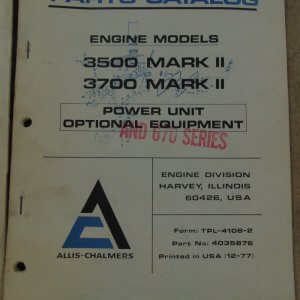 PARTS CATALOG
ENGINE MODELS
3500 MARK II
3700 MARK II
POWER UNIT
OPTIONAL EQUIPMENT
AND 670 SERIES
ENGINE DIVISION
HARVEY, ILLINOIS
60426, USA
ALLIS-CHALMERS
Form: TPL-4108-2
Part No: 4035876
Printed in USA (12-77)